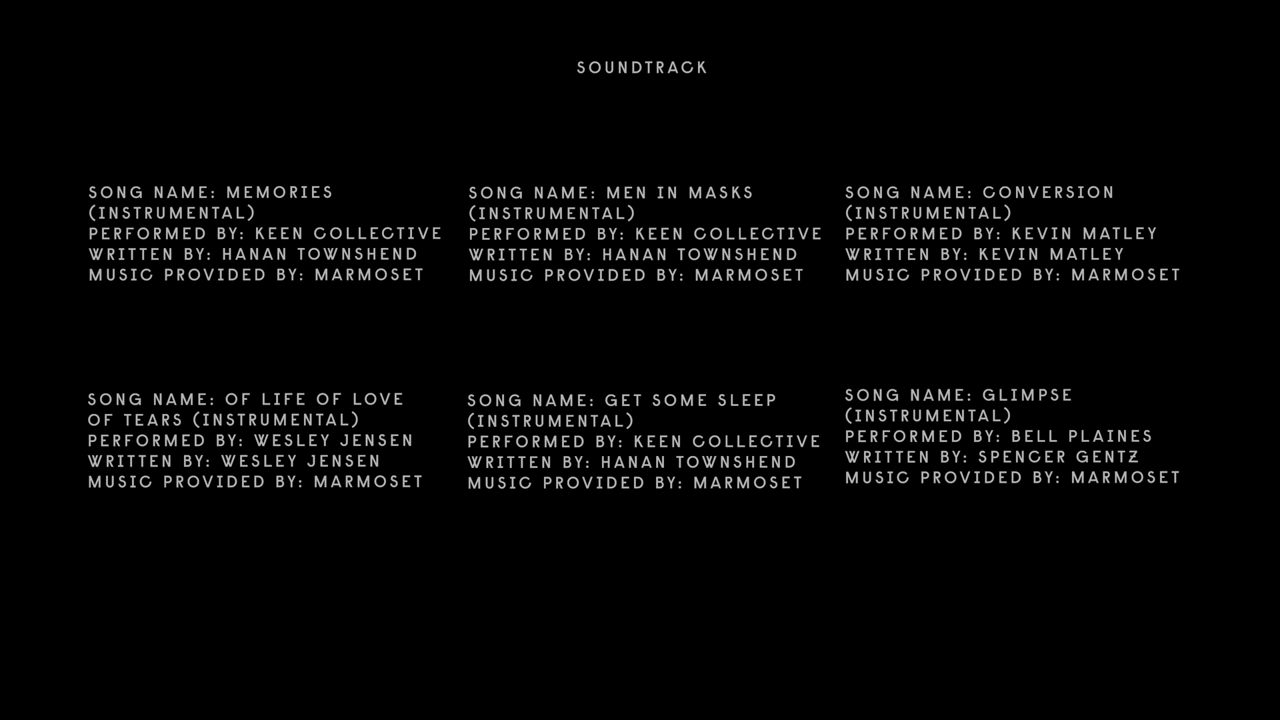 SOUNDTRACK
SONG NAME: MEMORIES
(INSTRUMENTAL)
PERFORMED BY: KEEN COLLECTIVE
WRITTEN BY: HANAN TOWNSHEND
MUSIC PROVIDED BY: MARMOSET
SONG NAME: MEN IN MASKS
(INSTRUMENTAL)
PERFORMED BY: KEEN COLLECTIVE
WRITTEN BY: HANAN TOWNSHEND
MUSIC PROVIDED BY: MARMOSET
SONG NAME: CONVERSION
(INSTRUMENTAL)
PERFORMED BY: KEVIN MATLEY
WRITTEN BY: KEVIN MATLEY
MUSIC PROVIDED BY: MARMOSET
SONG NAME: OF LIFE OF LOVE
OF TEARS (INSTRUMENTAL)
PERFORMED BY: WESLEY JENSEN
WRITTEN BY: WESLEY JENSEN
MUSIC PROVIDED BY: MARMOSET
SONG NAME: GET SOME SLEEP
(INSTRUMENTAL)
PERFORMED BY: KEEN COLLECTIVE
WRITTEN BY: HANAN TOWNSHEND
MUSIC PROVIDED BY: MARMOSET
SONG NAME: GLIMPSE
(INSTRUMENTAL)
PERFORMED BY: BELL PLAINES
WRITTEN BY: SPENCER GENTZ
MUSIC PROVIDED BY: MARMOSET